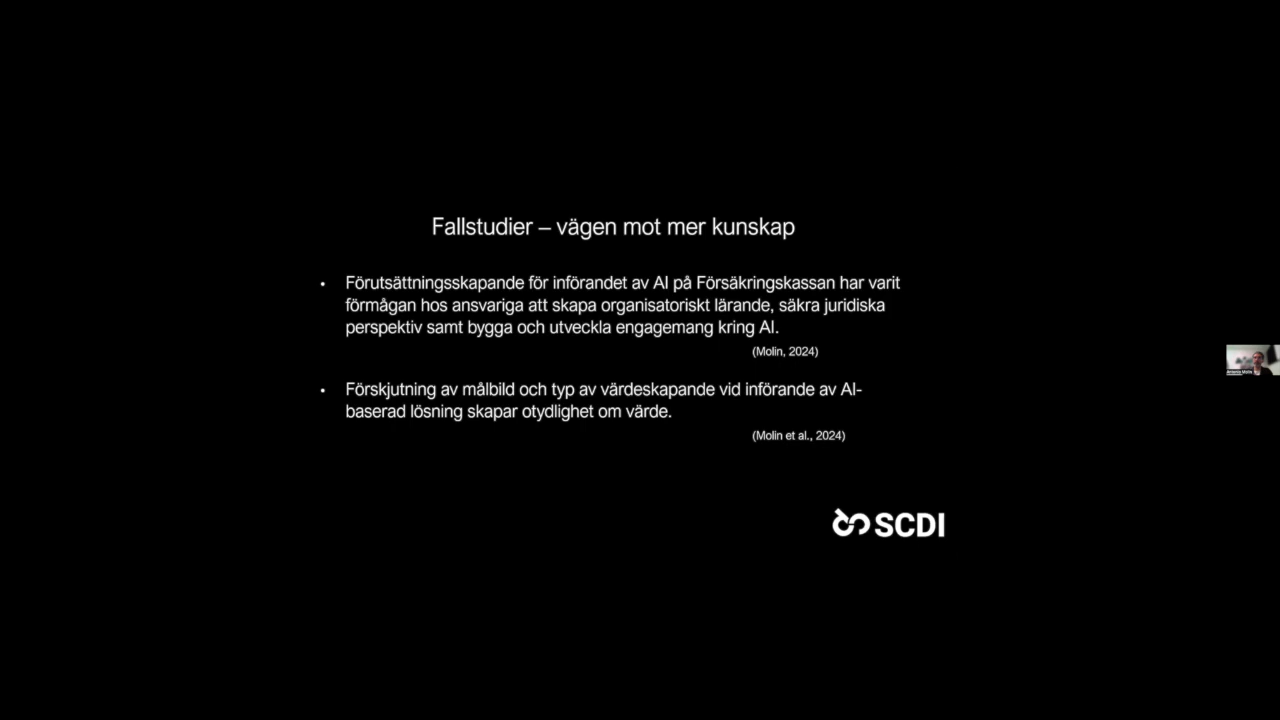 Fallstudier – vägen mot mer kunskap
• Förutsättningsskapande för införandet av AI på Försäkringskassan har varit
förmågan hos ansvariga att skapa organisatoriskt lärande, säkra juridiska
perspektiv samt bygga och utveckla engagemang kring AI.
(Molin, 2024)
• Förskjutning av målbild och typ av värdeskapande vid införande av AI-
baserad lösning skapar otydlighet om värde.
(Molin et al., 2024)
SCDI